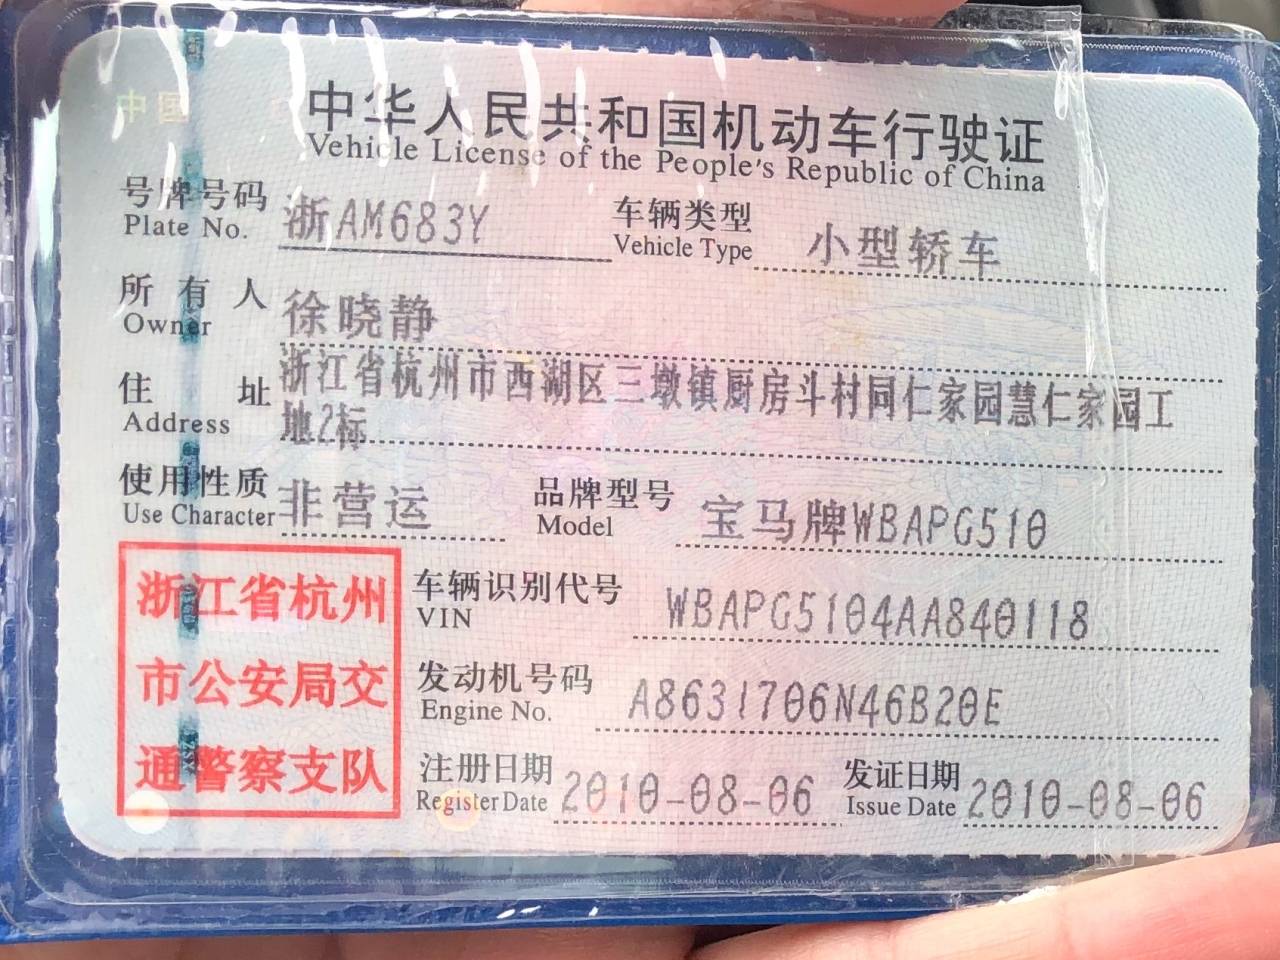 中华人民共和国机动车行驶证
Vehicle License of the People's Republic of China
号牌号码 浙AM683Y 车辆类型 小型轿车
Plate No. Vehicle Type
所有人 徐晓静
Owner
住址 浙江省杭州市西湖区三墩镇厨房斗村同仁家园慧仁家园工
Address 地2标
使用性质 非营运 品牌型号 宝马牌WBAPG510
Use Character Model
浙江省杭州
市公安局交
通警察支队
车辆识别代号 WBAPG5104AA840118
VIN
发动机号码 A8631706N46B20E
Engine No.
注册日期 2010-08-06 发证日期 2010-08-06
Register Date Issue Date